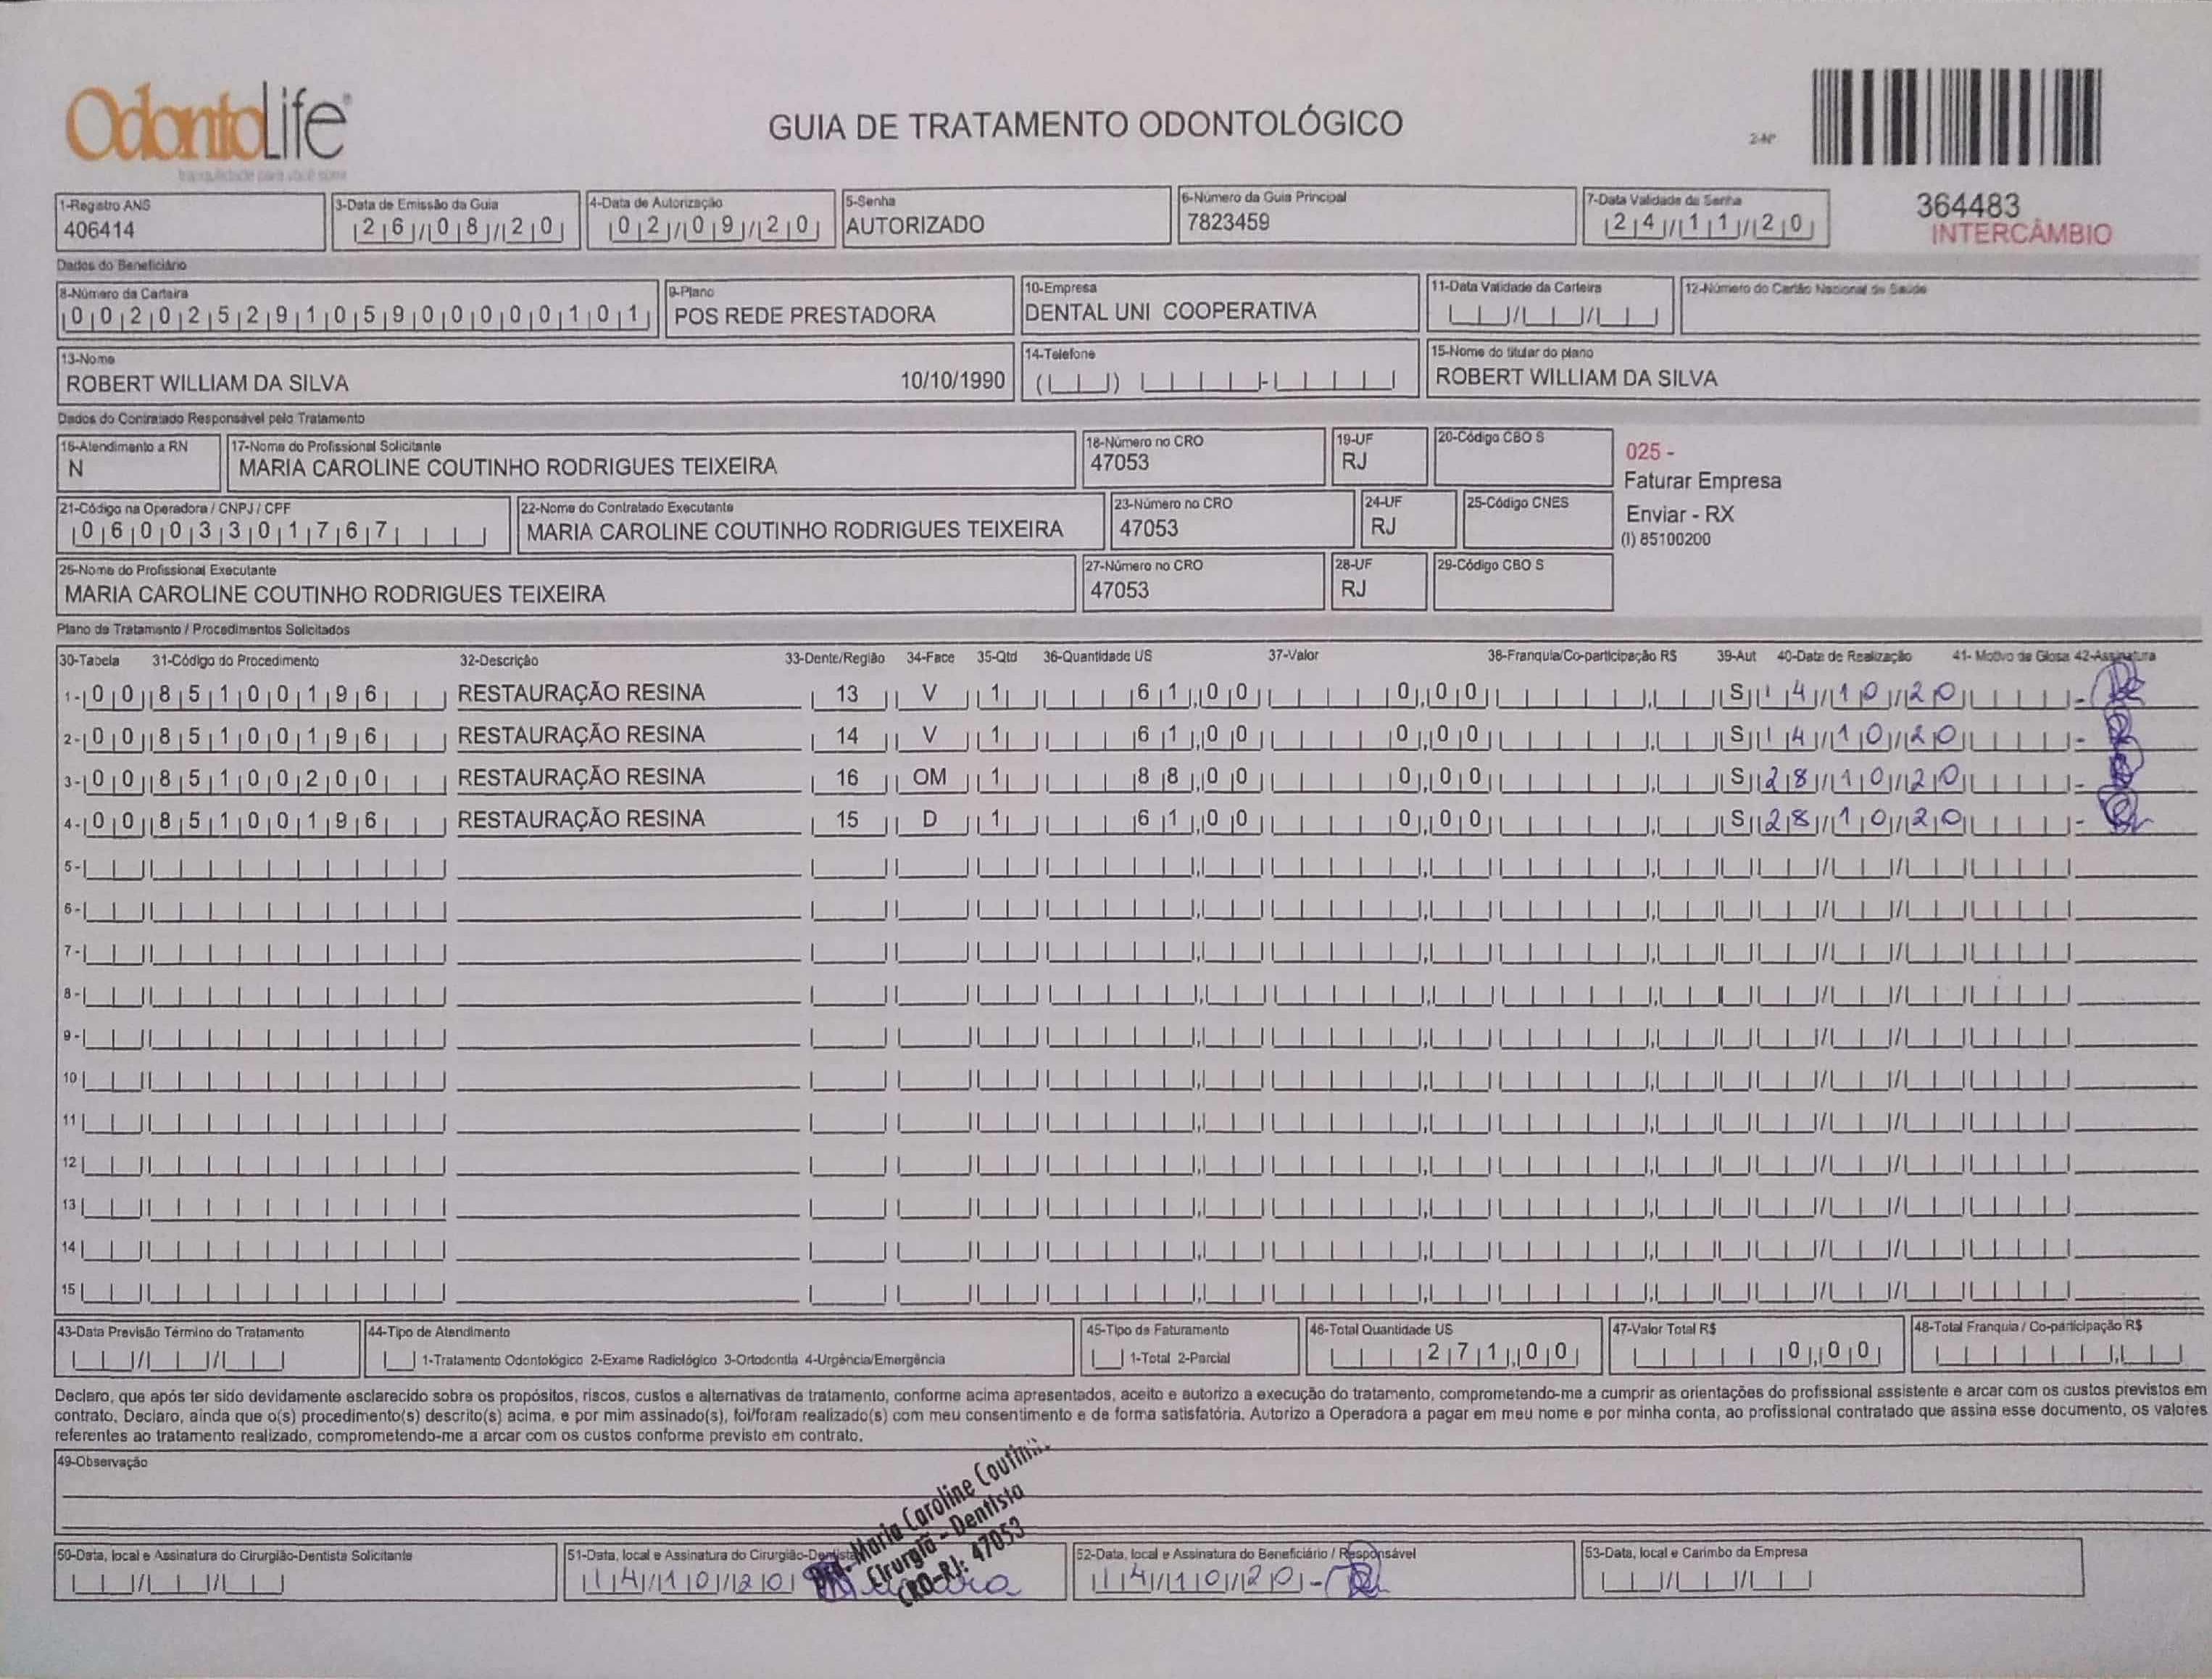 OdontoLife
tranquilidade para você sorrir
GUIA DE TRATAMENTO ODONTOLÓGICO
2-Nº
364483
INTERCÂMBIO
1-Registro ANS
406414
3-Data de Emissão da Guia
26/08/20
4-Data de Autorização
02/09/20
5-Senha
AUTORIZADO
6-Número da Guia Principal
7823459
7-Data Validade da Senha
24/11/20
Dados do Beneficiário
8-Número da Carteira
00202529105900000101
9-Plano
POS REDE PRESTADORA
10-Empresa
DENTAL UNI COOPERATIVA
11-Data Validade da Carteira
12-Número do Cartão Nacional de Saúde
13-Nome
ROBERT WILLIAM DA SILVA 10/10/1990
14-Telefone
15-Nome do titular do plano
ROBERT WILLIAM DA SILVA
Dados do Contratado Responsável pelo Tratamento
16-Atendimento a RN
N
17-Nome do Profissional Solicitante
MARIA CAROLINE COUTINHO RODRIGUES TEIXEIRA
18-Número no CRO
47053
19-UF
RJ
20-Código CBO S
025 -
Faturar Empresa
Enviar - RX
(I) 85100200
21-Código na Operadora / CNPJ / CPF
06003301767
22-Nome do Contratado Executante
MARIA CAROLINE COUTINHO RODRIGUES TEIXEIRA
23-Número no CRO
47053
24-UF
RJ
25-Código CNES
26-Nome do Profissional Executante
MARIA CAROLINE COUTINHO RODRIGUES TEIXEIRA
27-Número no CRO
47053
28-UF
RJ
29-Código CBO S
Plano de Tratamento / Procedimentos Solicitados
30-Tabela 31-Código do Procedimento 32-Descrição 33-Dente/Região 34-Face 35-Qtd 36-Quantidade US 37-Valor 38-Franquia/Co-participação R$ 39-Aut 40-Data de Realização 41- Motivo de Glosa 42-Assinatura
1- 00 85100196 RESTAURAÇÃO RESINA 13 V 1 61,00 0,00 S 14/10/20
2- 00 85100196 RESTAURAÇÃO RESINA 14 V 1 61,00 0,00 S 14/10/20
3- 00 85100200 RESTAURAÇÃO RESINA 16 OM 1 88,00 0,00 S 28/10/20
4- 00 85100196 RESTAURAÇÃO RESINA 15 D 1 61,00 0,00 S 28/10/20
5-
6-
7-
8-
9-
10
11
12
13
14
15
43-Data Previsão Término do Tratamento
44-Tipo de Atendimento
1-Tratamento Odontológico 2-Exame Radiológico 3-Ortodontia 4-Urgência/Emergência
45-Tipo de Faturamento
1-Total 2-Parcial
46-Total Quantidade US
271,00
47-Valor Total R$
0,00
48-Total Franquia / Co-participação R$
Declaro, que após ter sido devidamente esclarecido sobre os propósitos, riscos, custos e alternativas de tratamento, conforme acima apresentados, aceito e autorizo a execução do tratamento, comprometendo-me a cumprir as orientações do profissional assistente e arcar com os custos previstos em
contrato. Declaro, ainda que o(s) procedimento(s) descrito(s) acima, e por mim assinado(s), foi/foram realizado(s) com meu consentimento e de forma satisfatória. Autorizo a Operadora a pagar em meu nome e por minha conta, ao profissional contratado que assina esse documento, os valores
referentes ao tratamento realizado, comprometendo-me a arcar com os custos conforme previsto em contrato.
49-Observação
50-Data, local e Assinatura do Cirurgião-Dentista Solicitante
51-Data, local e Assinatura do Cirurgião-Dentista
14/10/20
Maria Caroline
Cirurgiã - Dentista
CRO-RJ: 47053
52-Data, local e Assinatura do Beneficiário / Responsável
14/10/20
53-Data, local e Carimbo da Empresa